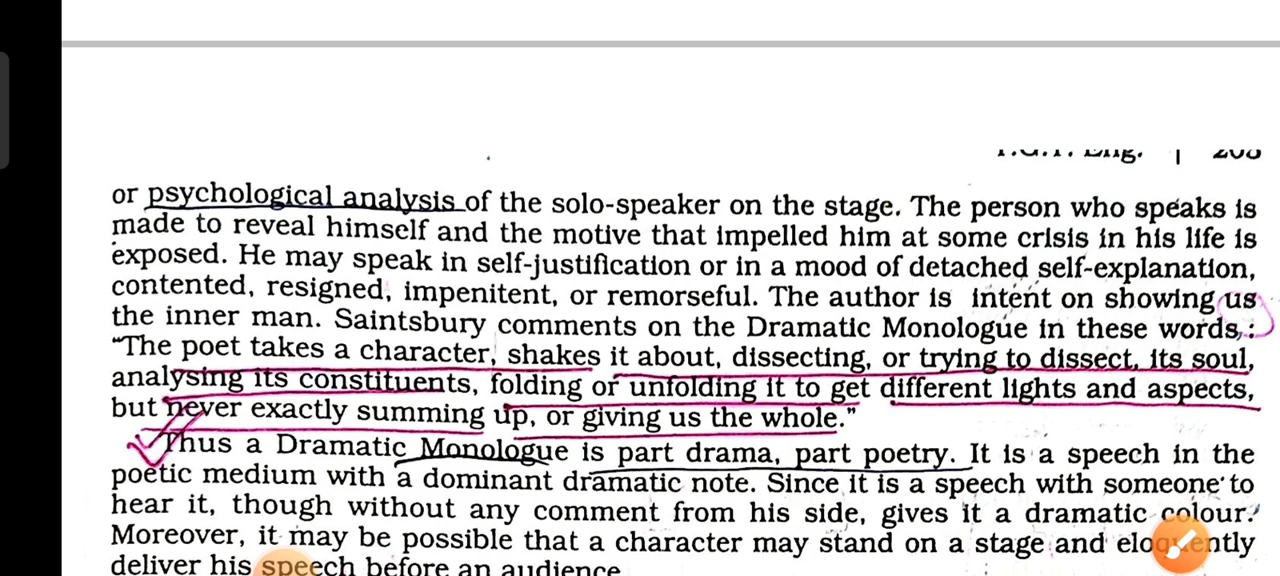 or psychological analysis of the solo-speaker on the stage. The person who speaks is
made to reveal himself and the motive that impelled him at some crisis in his life is
exposed. He may speak in self-justification or in a mood of detached self-explanation,
contented, resigned, impenitent, or remorseful. The author is intent on showing us
the inner man. Saintsbury comments on the Dramatic Monologue in these words, :
"The poet takes a character, shakes it about, dissecting, or trying to dissect, its soul,
analysing its constituents, folding or unfolding it to get different lights and aspects,
but never exactly summing up, or giving us the whole."
Thus a Dramatic Monologue is part drama, part poetry. It is a speech in the
poetic medium with a dominant dramatic note. Since it is a speech with someone to
hear it, though without any comment from his side, gives it a dramatic colour.
Moreover, it may be possible that a character may stand on a stage and eloquently
deliver his speech before an audience